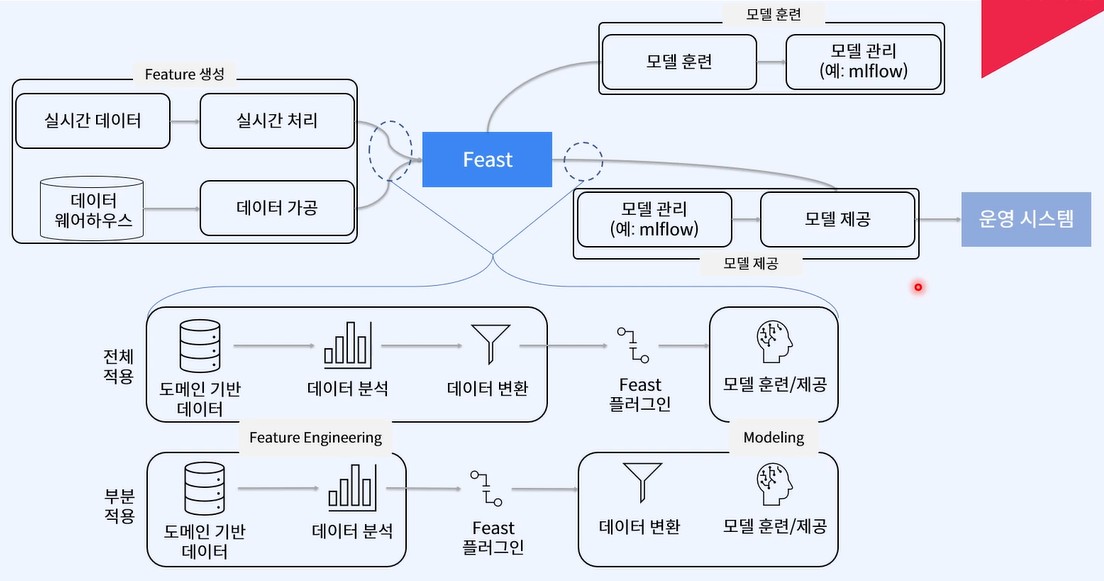 모델 훈련
모델 훈련
모델 관리
(예: mlflow)
Feature 생성
실시간 데이터
실시간 처리
Feast
데이터
웨어하우스
데이터 가공
모델 관리
(예: mlflow)
모델 제공
운영 시스템
모델 제공
전체
적용
도메인 기반
데이터
데이터 분석
데이터 변환
Feast
플러그인
모델 훈련/제공
Feature Engineering
Modeling
부분
적용
도메인 기반
데이터
데이터 분석
Feast
플러그인
데이터 변환
모델 훈련/제공